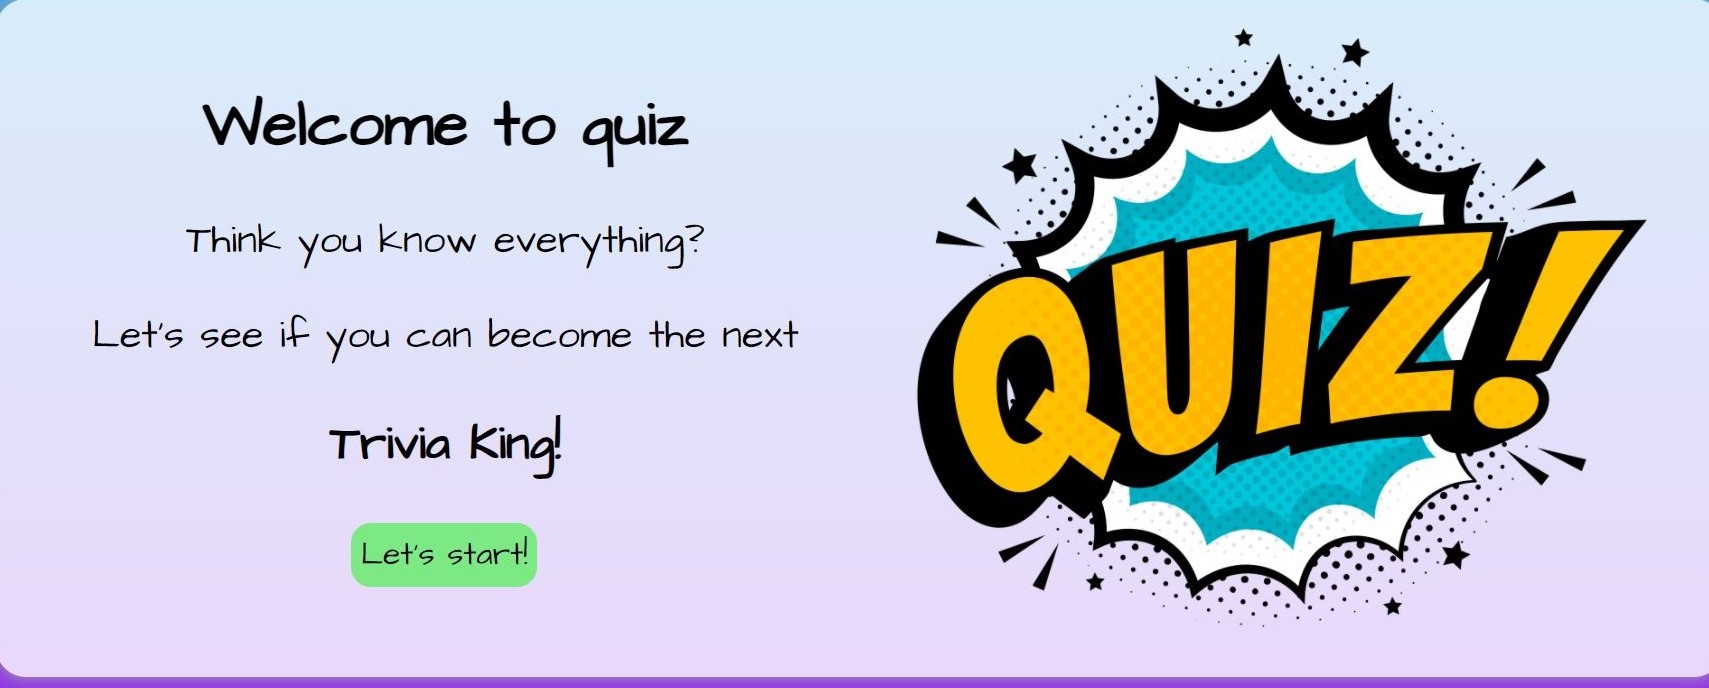 Welcome to quiz
Think you know everything?
Let's see if you can become the next
Trivia King!
Let's start!
QUIZ!